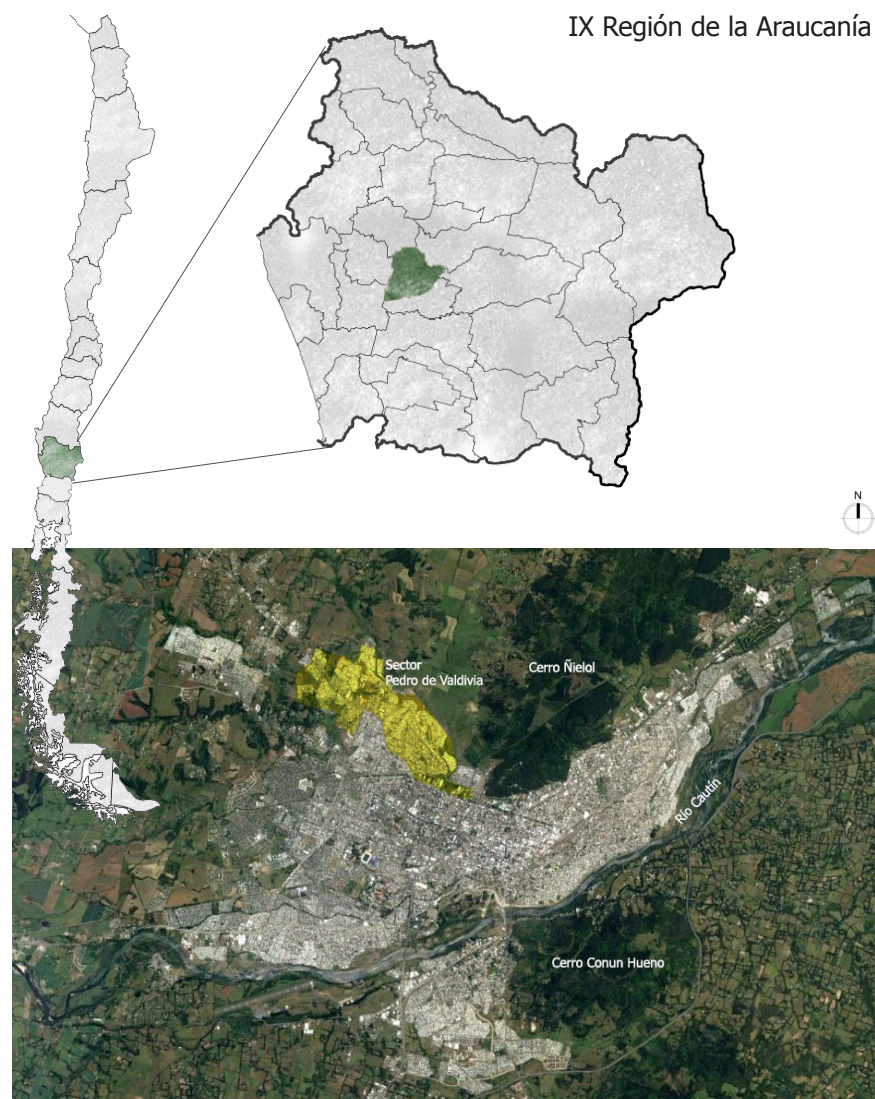 IX Región de la Araucanía
N
Sector
Pedro de Valdivia
Cerro Ñielol
Río Cautín
Cerro Conun Hueno